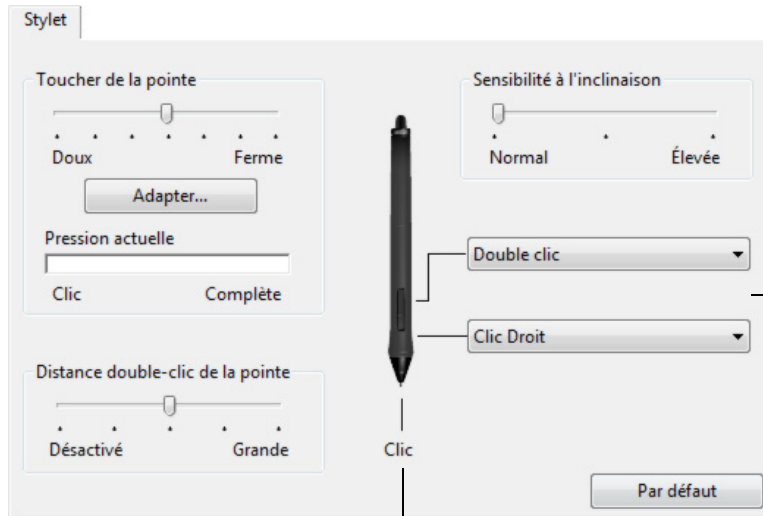 Stylet
Toucher de la pointe
Doux Ferme
Adapter...
Pression actuelle
Clic Complète
Distance double-clic de la pointe
Désactivé Grande
Clic
Sensibilité à l'inclinaison
Normal Élevée
Double clic
Clic Droit
Par défaut